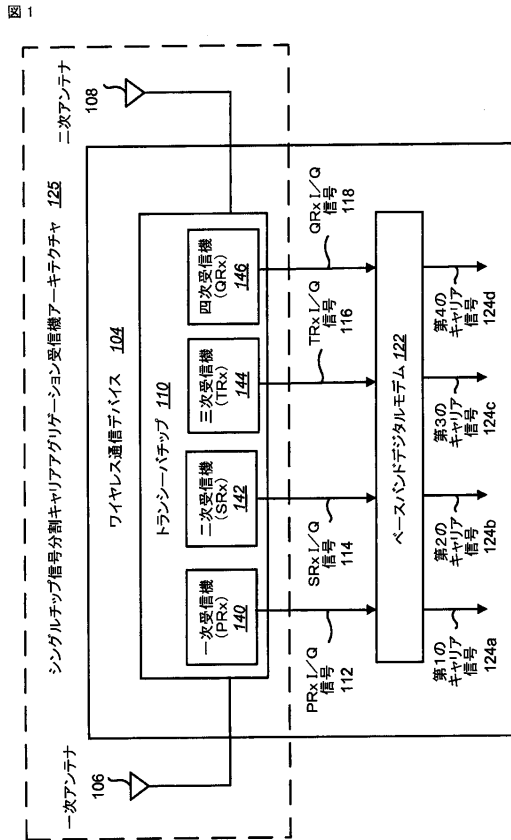 図 1
シングルチップ信号分割キャリアアグリゲーション受信機アーキテクチャ 125
一次アンテナ
106
二次アンテナ
108
ワイヤレス通信デバイス 104
トランシーバチップ 110
一次受信機
(PRx)
140
二次受信機
(SRx)
142
三次受信機
(TRx)
144
四次受信機
(QRx)
146
PRx I/Q
信号
112
SRx I/Q
信号
114
TRx I/Q
信号
116
QRx I/Q
信号
118
ベースバンドデジタルモデム 122
第1の
キャリア
信号
124a
第2の
キャリア
信号
124b
第3の
キャリア
信号
124c
第4の
キャリア
信号
124d